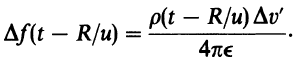 Δf(t − R/u) = ρ(t − R/u) Δv′ / 4πϵ.